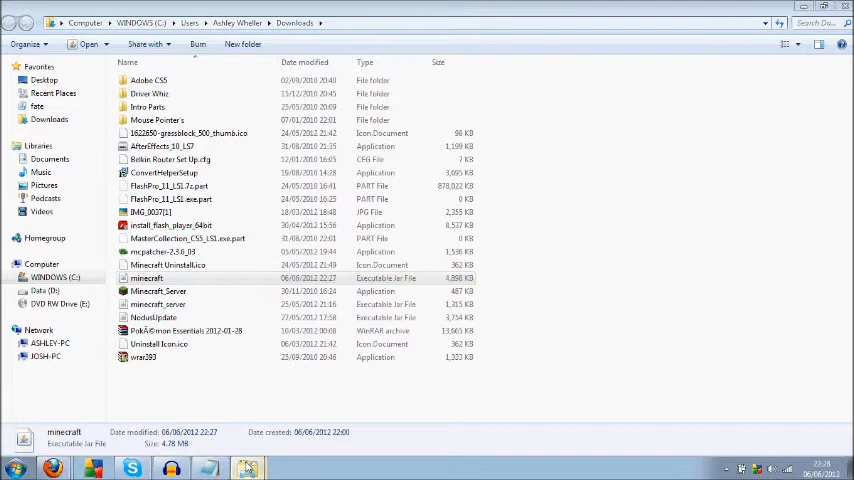 Computer ▸ WINDOWS (C:) ▸ Users ▸ Ashley Wheller ▸ Downloads ▸ Search Do...
Organize ▾ Open ▾ Share with ▾ Burn New folder
Name Date modified Type Size
Favorites
Desktop
Recent Places
fate
Downloads
Libraries
Documents
Music
Pictures
Podcasts
Videos
Homegroup
Computer
WINDOWS (C:)
Data (D:)
DVD RW Drive (E:)
Network
ASHLEY-PC
JOSH-PC
Adobe CS5 02/09/2010 20:40 File folder
Driver Whiz 15/12/2010 20:45 File folder
Intro Parts 25/05/2010 20:09 File folder
Mouse Pointer's 07/01/2010 22:01 File folder
1622650-grassblock_500_thumb.ico 24/05/2012 21:42 Icon.Document 98 KB
AfterEffects_10_LS7 31/08/2010 21:35 Application 1,199 KB
Belkin Router Set Up.cfg 12/01/2010 16:05 CFG File 7 KB
ConvertHelperSetup 19/08/2010 14:28 Application 3,695 KB
FlashPro_11_LS1.7z.part 24/05/2010 16:41 PART File 878,022 KB
FlashPro_11_LS1.exe.part 24/05/2010 16:25 PART File 0 KB
IMG_0037[1] 18/03/2012 18:48 JPG File 2,355 KB
install_flash_player_64bit 30/04/2012 15:56 Application 8,537 KB
MasterCollection_CS5_LS1.exe.part 31/08/2010 22:01 PART File 0 KB
mcpatcher-2.3.6_03 05/05/2012 19:44 Application 1,536 KB
Minecraft Uninstall.ico 24/05/2012 21:49 Icon.Document 362 KB
minecraft 06/06/2012 22:27 Executable Jar File 4,898 KB
Minecraft_Server 30/11/2010 16:24 Application 487 KB
minecraft_server 25/05/2012 21:16 Executable Jar File 1,315 KB
NodusUpdate 27/05/2012 17:58 Executable Jar File 3,754 KB
PokÃ©mon Essentials 2012-01-28 10/03/2012 00:08 WinRAR archive 13,665 KB
Uninstall Icon.ico 06/03/2012 21:42 Icon.Document 362 KB
wrar393 25/09/2010 20:46 Application 1,333 KB
minecraft Date modified: 06/06/2012 22:27 Date created: 06/06/2012 22:00
Executable Jar File Size: 4.78 MB
22:28
06/06/2012